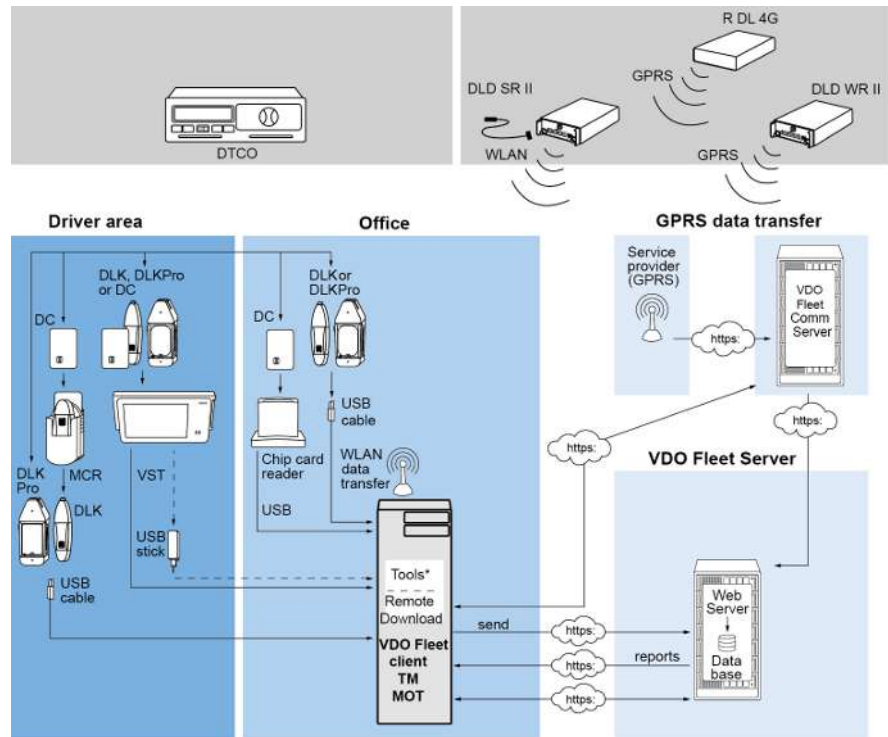 R DL 4G
GPRS
DLD SR II
DLD WR II
DTCO
WLAN
GPRS
Driver area
Office
GPRS data transfer
DLK, DLKPro
or DC
DC
DLKor
DLKPro
DC
Service
provider
(GPRS)
VDO
Fleet
Comm
Server
https:
https:
USB
cable
Chip card
reader
WLAN
data
transfer
https:
VDO Fleet Server
DLK
Pro
MCR
VST
USB
DLK
USB
stick
USB
cable
Tools*
Remote
Download
VDO Fleet
client
TM
MOT
send
https:
reports
https:
https:
Web
Server
Data
base